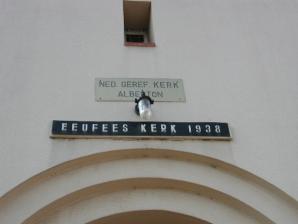 NED. GEREF. KERK
ALBERTON
EEUFEES KERK 1938